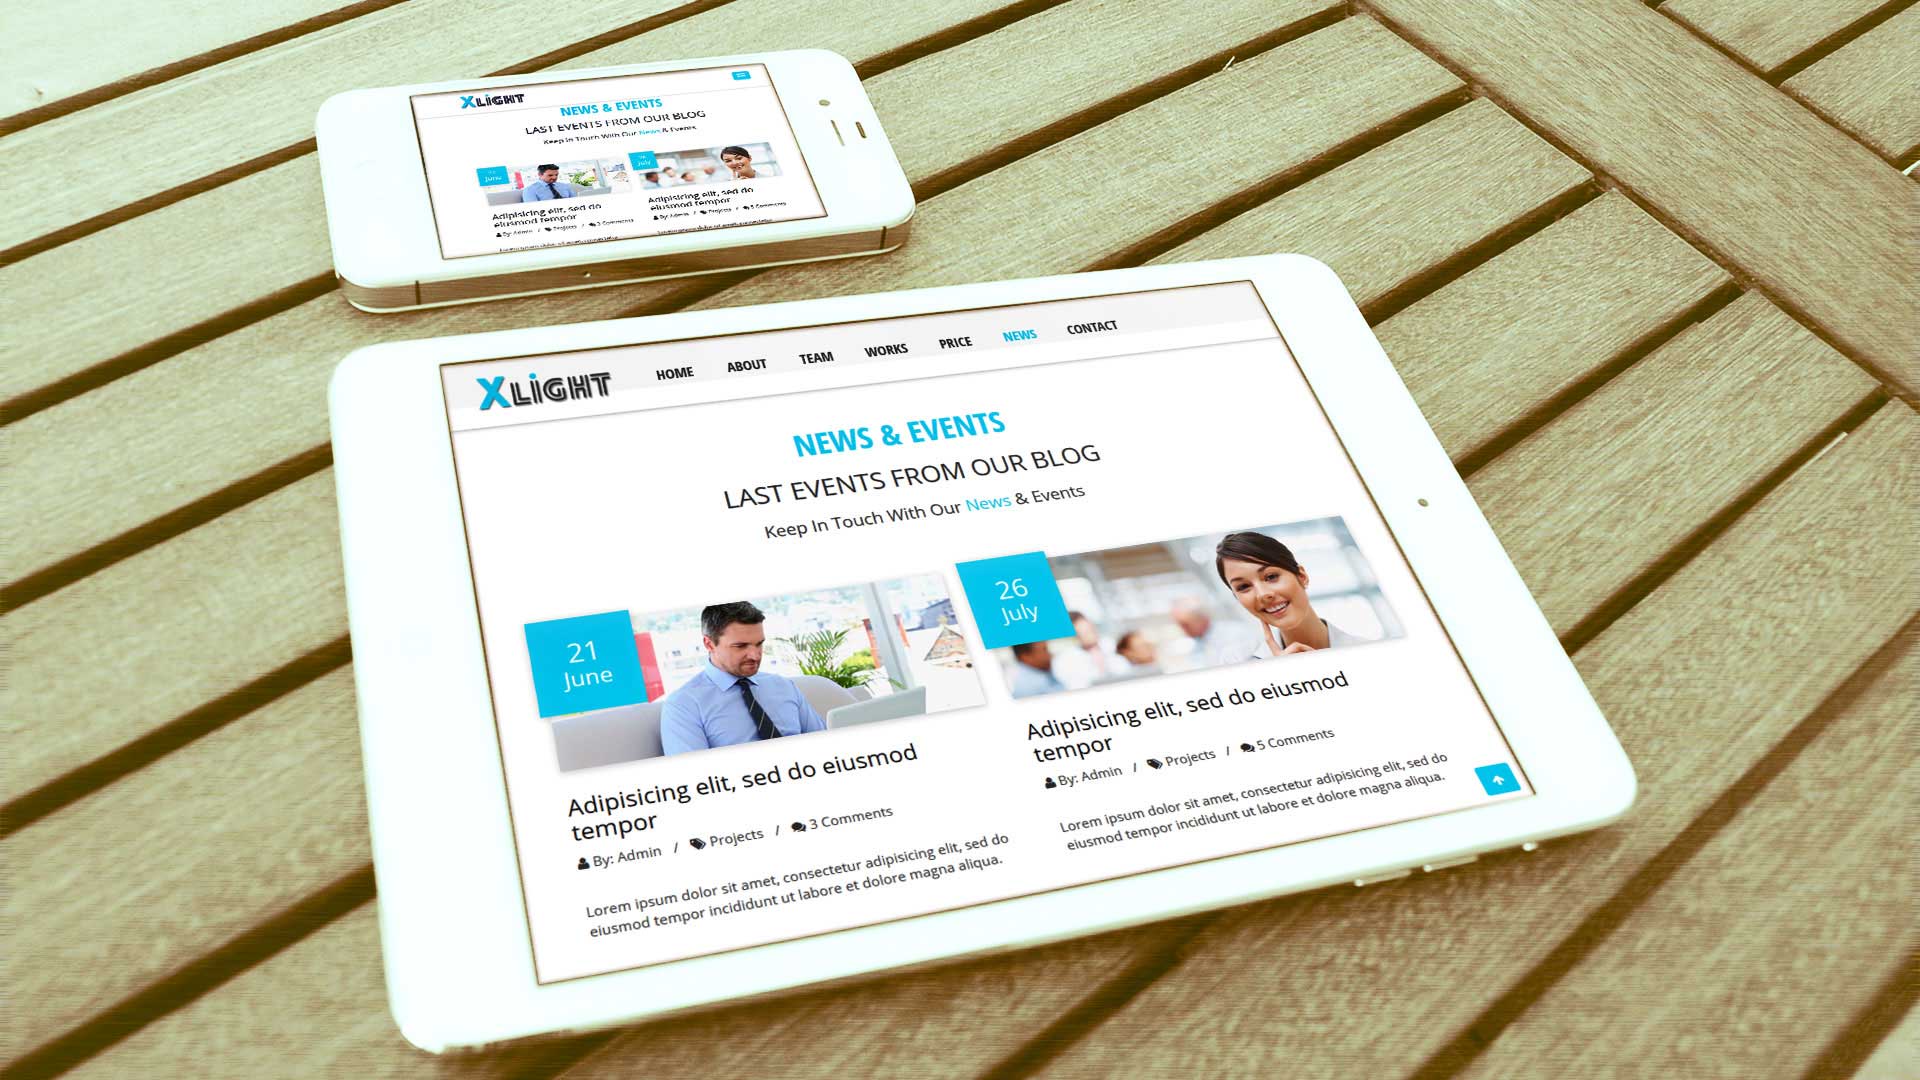 XLIGHT
NEWS & EVENTS
LAST EVENTS FROM OUR BLOG
Keep In Touch With Our News & Events
June
July
Adipisicing elit, sed do
eiusmod tempor
By: Admin / Projects / 3 Comments
Adipisicing elit, sed do
eiusmod tempor
By: Admin / Projects / 5 Comments
XLIGHT
HOME ABOUT TEAM WORKS PRICE NEWS CONTACT
NEWS & EVENTS
LAST EVENTS FROM OUR BLOG
Keep In Touch With Our News & Events
21
June
Adipisicing elit, sed do eiusmod
tempor
By: Admin / Projects / 3 Comments
Lorem ipsum dolor sit amet, consectetur adipisicing elit, sed do
eiusmod tempor incididunt ut labore et dolore magna aliqua.
26
July
Adipisicing elit, sed do eiusmod
tempor
By: Admin / Projects / 5 Comments
Lorem ipsum dolor sit amet, consectetur adipisicing elit, sed do
eiusmod tempor incididunt ut labore et dolore magna aliqua.